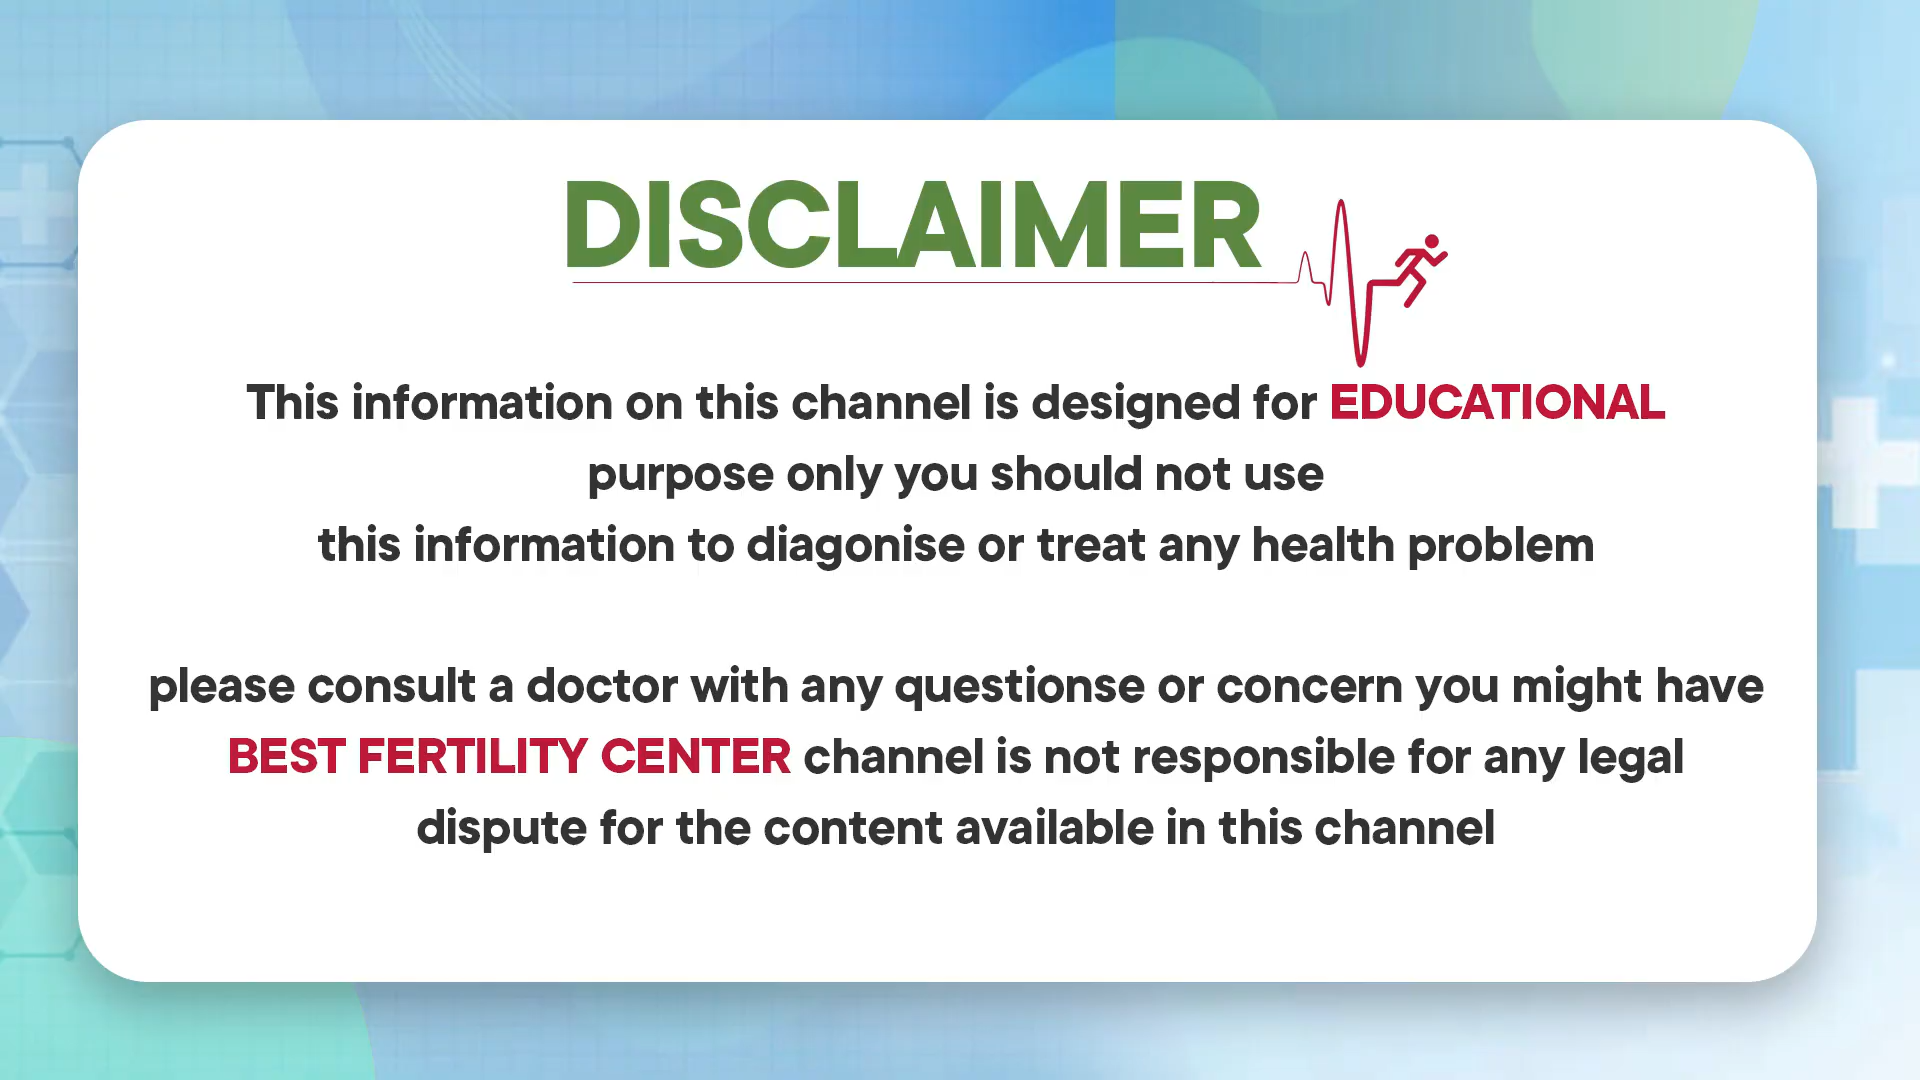 DISCLAIMER
This information on this channel is designed for EDUCATIONAL
purpose only you should not use
this information to diagonise or treat any health problem
please consult a doctor with any questionse or concern you might have
BEST FERTILITY CENTER channel is not responsible for any legal
dispute for the content available in this channel